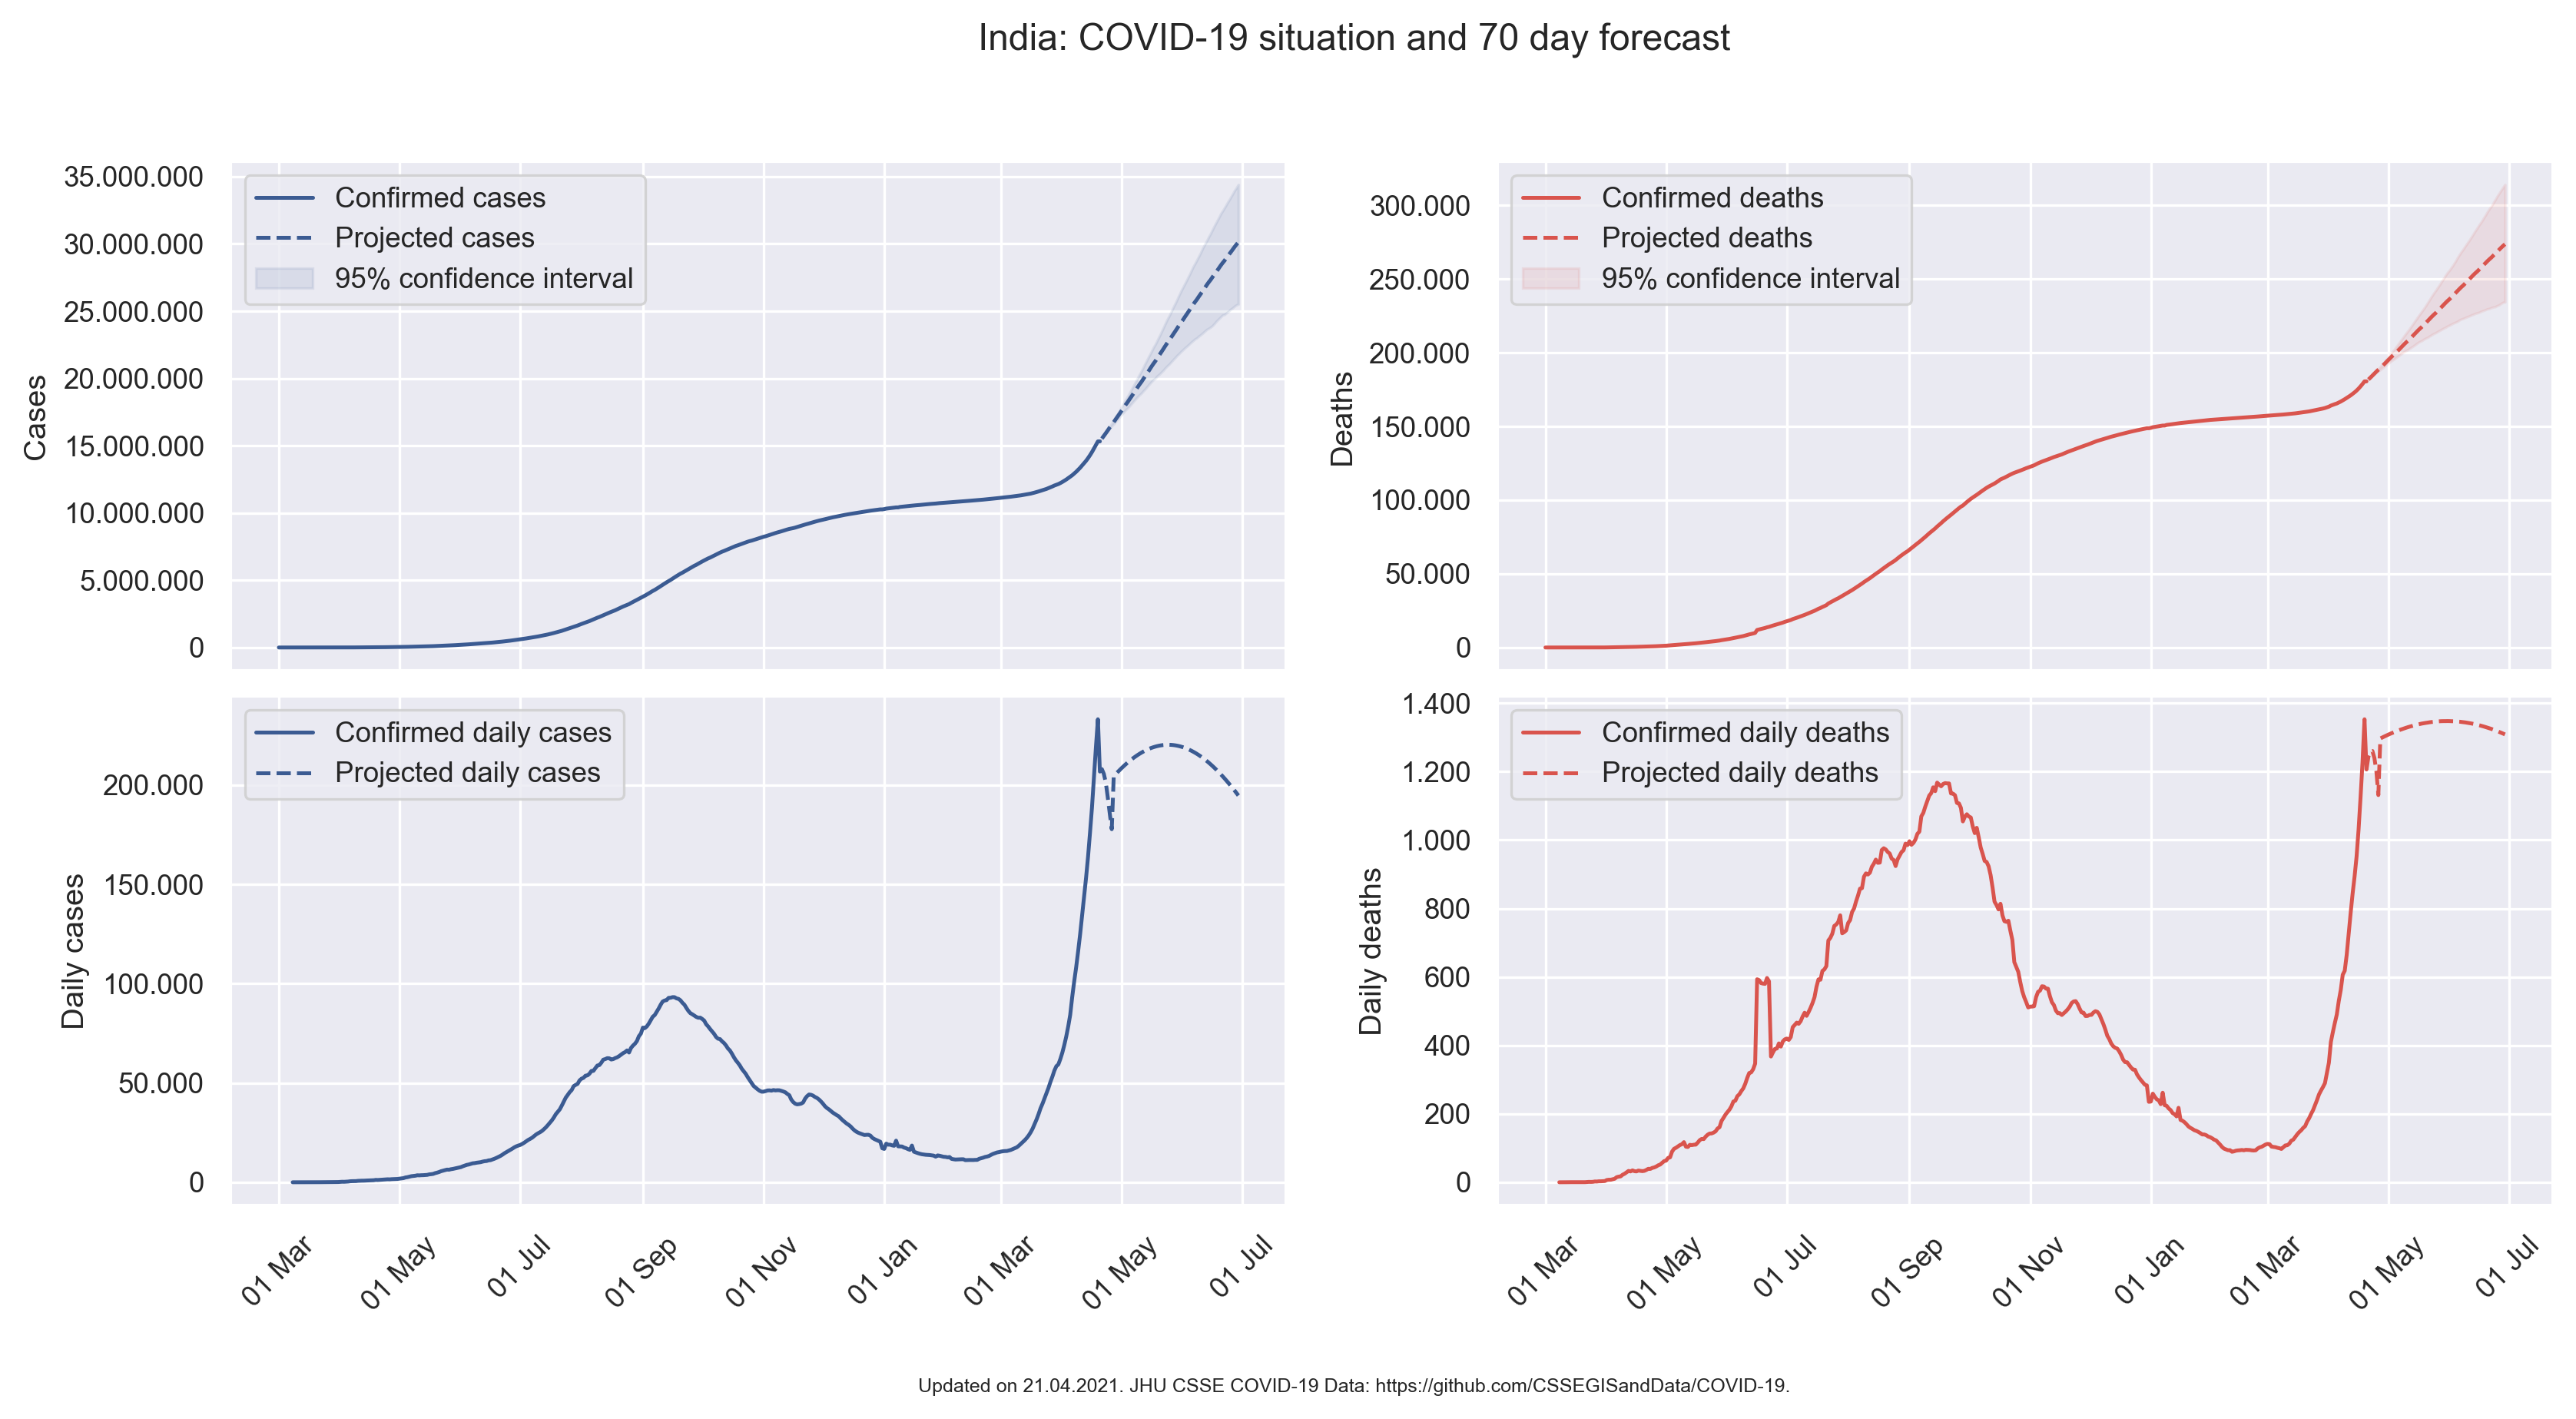 India: COVID-19 situation and 70 day forecast
35.000.000
30.000.000
25.000.000
20.000.000
15.000.000
10.000.000
5.000.000
0
Cases
Confirmed cases
Projected cases
95% confidence interval
300.000
250.000
200.000
150.000
100.000
50.000
0
Deaths
Confirmed deaths
Projected deaths
95% confidence interval
200.000
150.000
100.000
50.000
0
Daily cases
Confirmed daily cases
Projected daily cases
01 Mar
01 May
01 Jul
01 Sep
01 Nov
01 Jan
01 Mar
01 May
01 Jul
1.400
1.200
1.000
800
600
400
200
0
Daily deaths
Confirmed daily deaths
Projected daily deaths
01 Mar
01 May
01 Jul
01 Sep
01 Nov
01 Jan
01 Mar
01 May
01 Jul
Updated on 21.04.2021. JHU CSSE COVID-19 Data: https://github.com/CSSEGISandData/COVID-19.